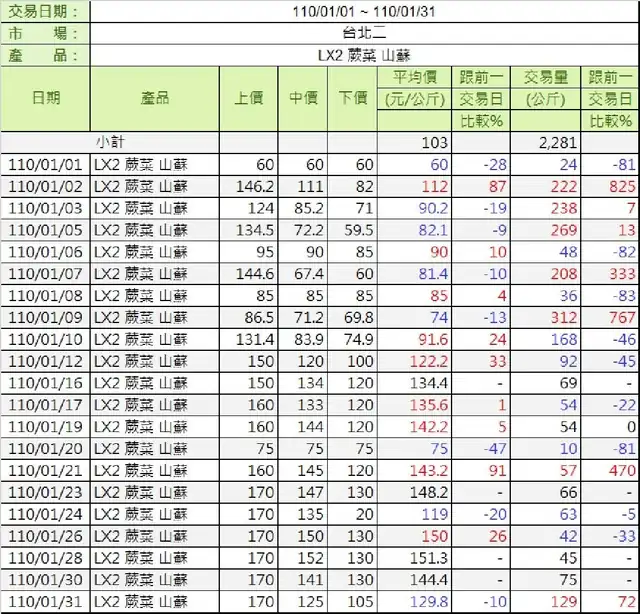 交易日期： 110/01/01 ~ 110/01/31
市　　場： 台北二
產　　品： LX2 蕨菜 山蘇
日期 產品 上價 中價 下價 平均價 (元/公斤) 跟前一 交易日 比較% 交易量 (公斤) 跟前一 交易日 比較%
小計 103 2,281
110/01/01 LX2 蕨菜 山蘇 60 60 60 60 -28 24 -81
110/01/02 LX2 蕨菜 山蘇 146.2 111 82 112 87 222 825
110/01/03 LX2 蕨菜 山蘇 124 85.2 71 90.2 -19 238 7
110/01/05 LX2 蕨菜 山蘇 134.5 72.2 59.5 82.1 -9 269 13
110/01/06 LX2 蕨菜 山蘇 95 90 85 90 10 48 -82
110/01/07 LX2 蕨菜 山蘇 144.6 67.4 60 81.4 -10 208 333
110/01/08 LX2 蕨菜 山蘇 85 85 85 85 4 36 -83
110/01/09 LX2 蕨菜 山蘇 86.5 71.2 69.8 74 -13 312 767
110/01/10 LX2 蕨菜 山蘇 131.4 83.9 74.9 91.6 24 168 -46
110/01/12 LX2 蕨菜 山蘇 150 120 100 122.2 33 92 -45
110/01/16 LX2 蕨菜 山蘇 150 134 120 134.4 - 69 -
110/01/17 LX2 蕨菜 山蘇 160 133 120 135.6 1 54 -22
110/01/19 LX2 蕨菜 山蘇 160 144 120 142.2 5 54 0
110/01/20 LX2 蕨菜 山蘇 75 75 75 75 -47 10 -81
110/01/21 LX2 蕨菜 山蘇 160 145 120 143.2 91 57 470
110/01/23 LX2 蕨菜 山蘇 170 147 130 148.2 - 66 -
110/01/24 LX2 蕨菜 山蘇 170 135 20 119 -20 63 -5
110/01/26 LX2 蕨菜 山蘇 170 150 130 150 26 42 -33
110/01/28 LX2 蕨菜 山蘇 170 152 130 151.3 - 45 -
110/01/30 LX2 蕨菜 山蘇 170 141 130 144.4 - 75 -
110/01/31 LX2 蕨菜 山蘇 170 125 105 129.8 -10 129 72